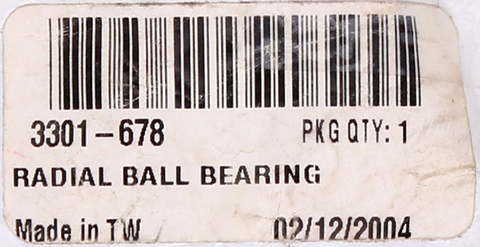 3301-678 PKG QTY: 1
RADIAL BALL BEARING
Made in TW 02/12/2004